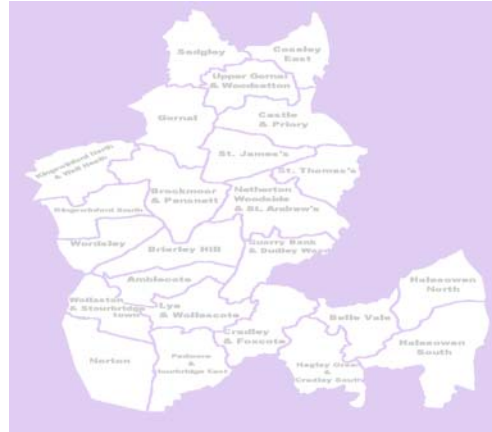 Sedgley
Coseley
East
Upper Gornal
& Woodsetton
Gornal
Castle
& Priory
St. James's
Kingswinford North
& Wall Heath
St. Thomas's
Brockmoor
& Pensnett
Netherton
Woodside
& St. Andrew's
Kingswinford South
Wordsley
Brierley Hill
Quarry Bank
& Dudley Wo
Amblecote
Halesowen
North
Wollaston
& Stourbridge
town
Lye
& Wollescote
Belle Vale
Cradley
& Foxcote
Halesowen
South
Norton
Pedmore
&
Stourbridge East
Hayley Green
&
Cradley South